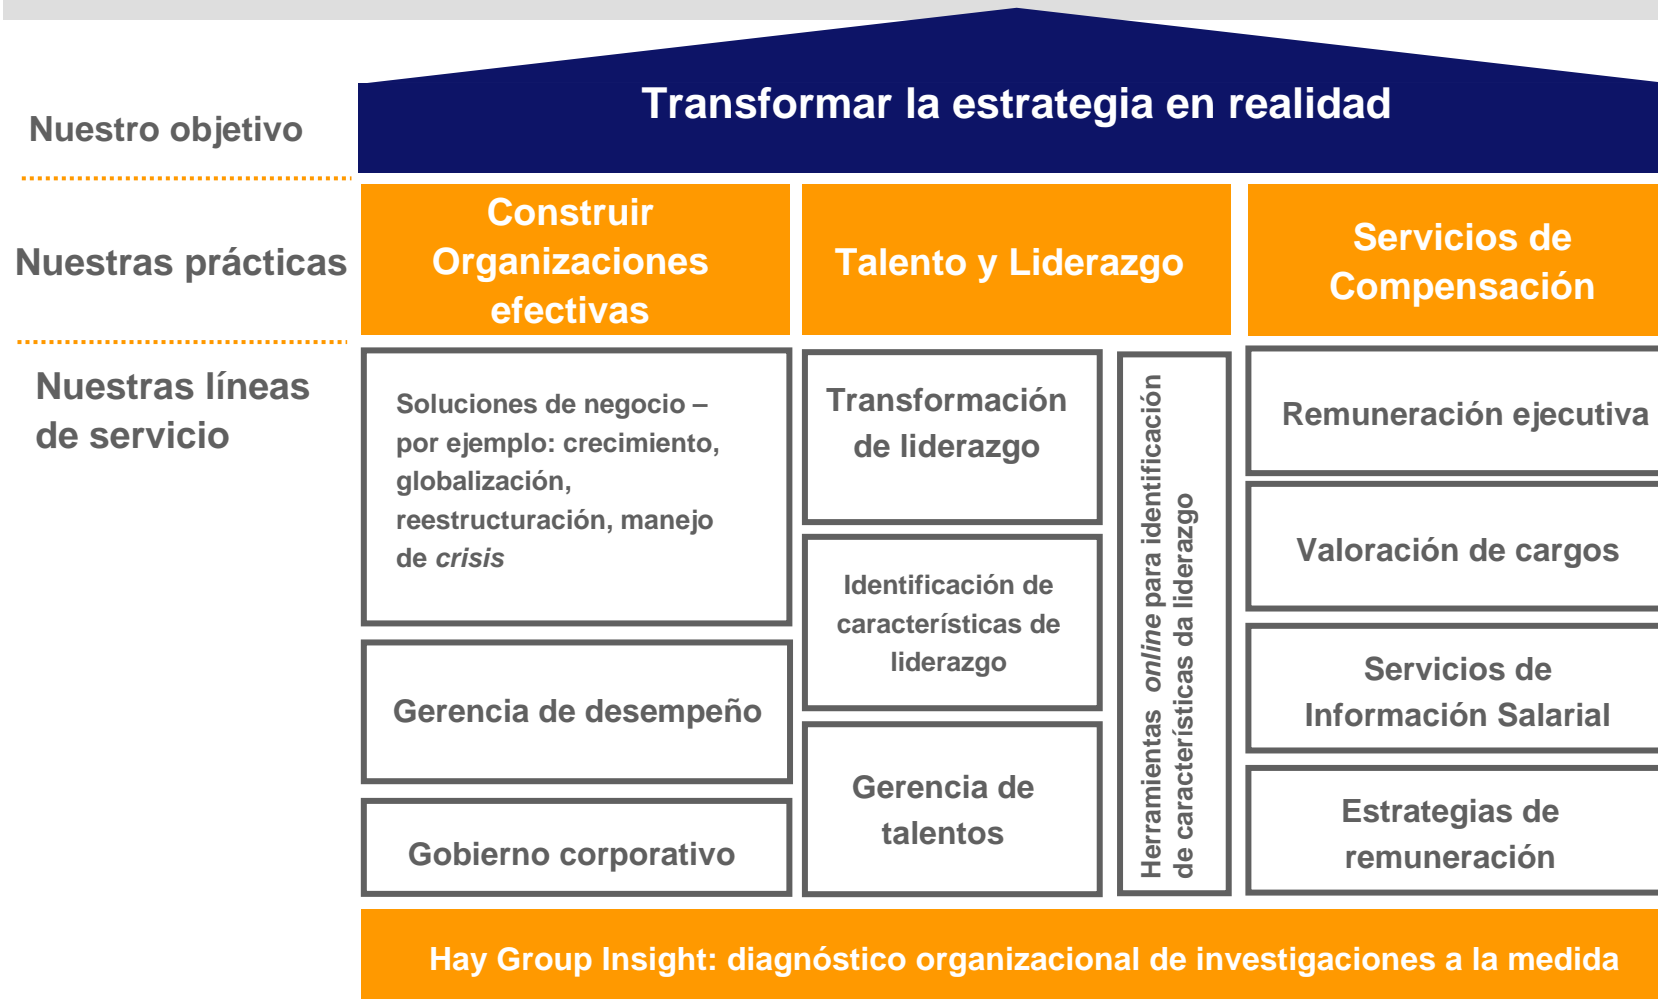 Transformar la estrategia en realidad
Nuestro objetivo
Nuestras prácticas
Construir
Organizaciones
efectivas
Talento y Liderazgo
Servicios de
Compensación
Nuestras líneas
de servicio
Soluciones de negocio –
por ejemplo: crecimiento,
globalización,
reestructuración, manejo
de crisis
Gerencia de desempeño
Gobierno corporativo
Transformación
de liderazgo
Identificación de
características de
liderazgo
Gerencia de
talentos
Herramientas online para identificación
de características da liderazgo
Remuneración ejecutiva
Valoración de cargos
Servicios de
Información Salarial
Estrategias de
remuneración
Hay Group Insight: diagnóstico organizacional de investigaciones a la medida